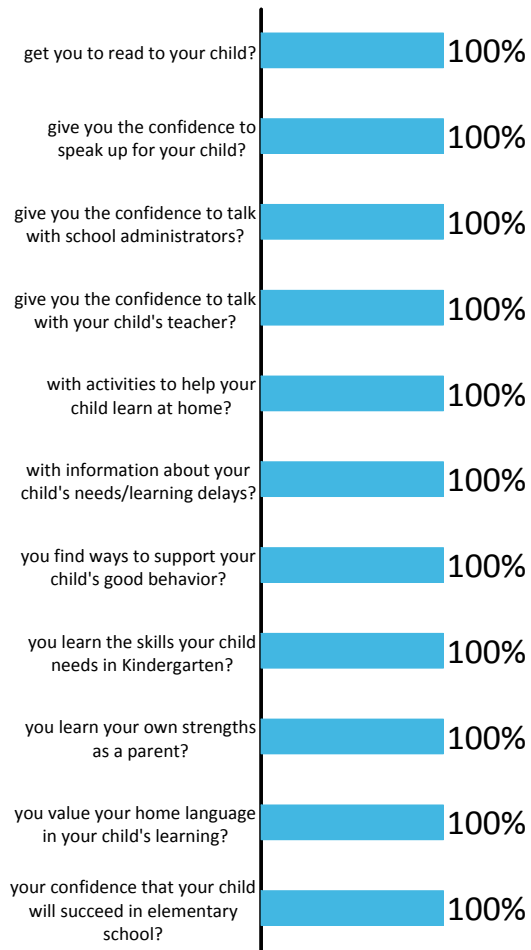 get you to read to your child?
100%
give you the confidence to
speak up for your child?
100%
give you the confidence to talk
with school administrators?
100%
give you the confidence to talk
with your child's teacher?
100%
with activities to help your
child learn at home?
100%
with information about your
child's needs/learning delays?
100%
you find ways to support your
child's good behavior?
100%
you learn the skills your child
needs in Kindergarten?
100%
you learn your own strengths
as a parent?
100%
you value your home language
in your child's learning?
100%
your confidence that your child
will succeed in elementary
school?
100%